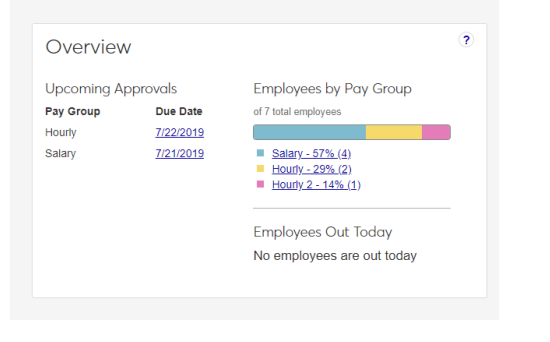 Overview
?
Upcoming Approvals
Pay Group Due Date
Hourly 7/22/2019
Salary 7/21/2019
Employees by Pay Group
of 7 total employees
Salary - 57% (4)
Hourly - 29% (2)
Hourly 2 - 14% (1)
Employees Out Today
No employees are out today